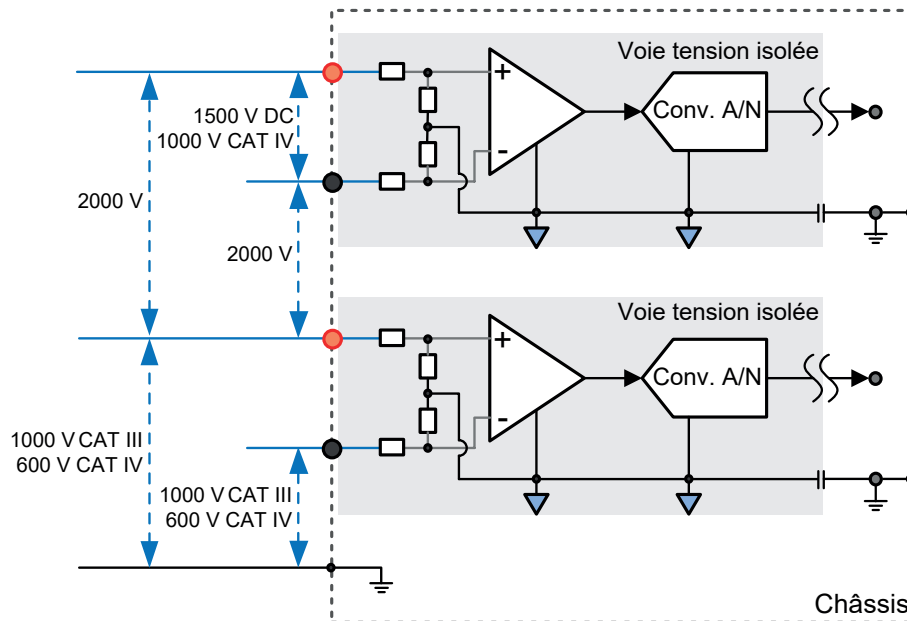 Voie tension isolée
+
-
Conv. A/N
1500 V DC
1000 V CAT IV
2000 V
2000 V
Voie tension isolée
+
-
Conv. A/N
1000 V CAT III
600 V CAT IV
1000 V CAT III
600 V CAT IV
Châssis